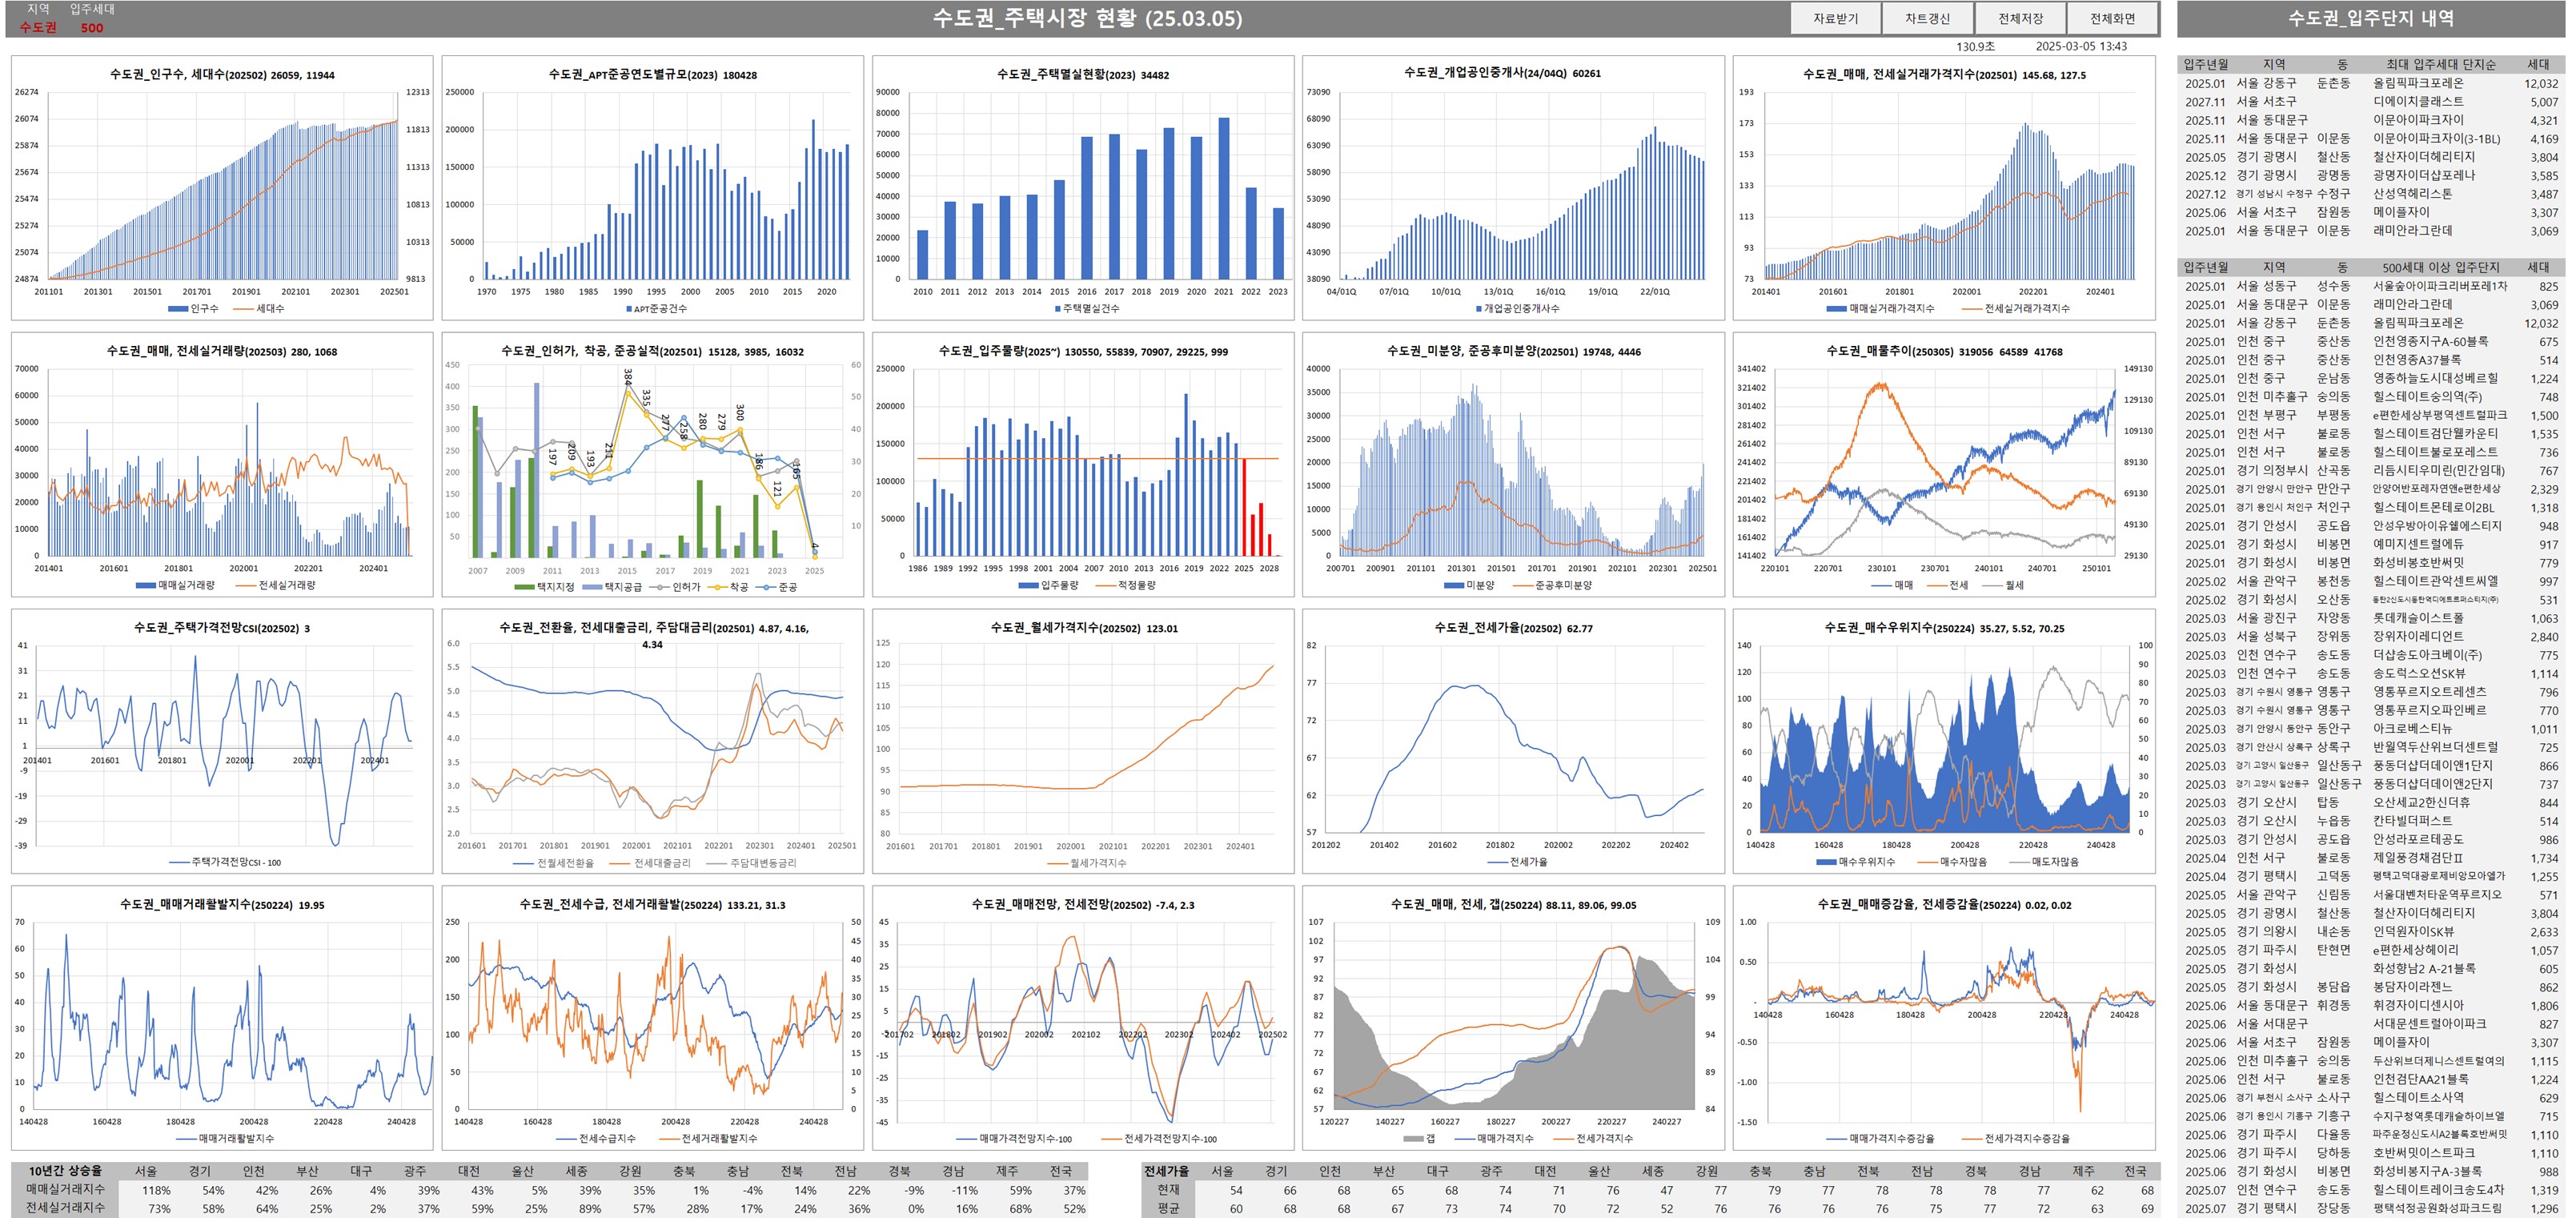 지역 입주세대
수도권 500
수도권_주택시장 현황 (25.03.05)
자료받기 차트갱신 전체저장 전체화면
130.9초 2025-03-05 13:43
수도권_인구수, 세대수(202502) 26059, 11944
인구수 세대수
수도권_APT준공연도별규모(2023) 180428
APT준공건수
수도권_주택멸실현황(2023) 34482
주택멸실건수
수도권_개업공인중개사(24/04Q) 60261
개업공인중개사수
수도권_매매, 전세실거래가격지수(202501) 145.68, 127.5
매매실거래가격지수 전세실거래가격지수
수도권_매매, 전세실거래량(202503) 280, 1068
매매실거래량 전세실거래량
수도권_인허가, 착공, 준공실적(202501) 15128, 3985, 16032
택지지정 택지공급 인허가 착공 준공
수도권_입주물량(2025~) 130550, 55839, 70907, 29225, 999
입주물량 적정물량
수도권_미분양, 준공후미분양(202501) 19748, 4446
미분양 준공후미분양
수도권_매물추이(250305) 319056 64589 41768
매매 전세 월세
수도권_주택가격전망CSI(202502) 3
주택가격전망CSI - 100
수도권_전환율, 전세대출금리, 주담대금리(202501) 4.87, 4.16,
4.34
전월세전환율 전세대출금리 주담대변동금리
수도권_월세가격지수(202502) 123.01
월세가격지수
수도권_전세가율(202502) 62.77
전세가율
수도권_매수우위지수(250224) 35.27, 5.52, 70.25
매수우위지수 매수자많음 매도자많음
수도권_매매거래활발지수(250224) 19.95
매매거래활발지수
수도권_전세수급, 전세거래활발(250224) 133.21, 31.3
전세수급지수 전세거래활발지수
수도권_매매전망, 전세전망(202502) -7.4, 2.3
매매가격전망지수-100 전세가격전망지수-100
수도권_매매, 전세, 갭(250224) 88.11, 89.06, 99.05
갭 매매가격지수 전세가격지수
수도권_매매증감율, 전세증감율(250224) 0.02, 0.02
매매가격지수증감율 전세가격지수증감율
10년간 상승율 서울 경기 인천 부산 대구 광주 대전 울산 세종 강원 충북 충남 전북 전남 경북 경남 제주 전국
매매실거래지수 118% 54% 42% 26% 4% 39% 43% 5% 39% 35% 1% -4% 14% 22% -9% -11% 59% 37%
전세실거래지수 73% 58% 64% 25% 2% 37% 59% 25% 89% 57% 28% 17% 24% 36% 0% 16% 68% 52%
전세가율 서울 경기 인천 부산 대구 광주 대전 울산 세종 강원 충북 충남 전북 전남 경북 경남 제주 전국
현재 54 66 68 65 68 74 71 76 47 77 79 77 78 78 78 77 62 68
평균 60 68 68 67 73 74 70 72 52 76 76 76 76 75 77 72 63 69
수도권_입주단지 내역
입주년월 지역 동 최대 입주세대 단지순 세대
2025.01 서울 강동구 둔촌동 올림픽파크포레온 12,032
2027.11 서울 서초구 디에이치클래스트 5,007
2025.11 서울 동대문구 이문아이파크자이 4,321
2025.11 서울 동대문구 이문동 이문아이파크자이(3-1BL) 4,169
2025.05 경기 광명시 철산동 철산자이더헤리티지 3,804
2025.12 경기 광명시 광명동 광명자이더샵포레나 3,585
2027.12 경기 성남시 수정구 수정구 산성역헤리스톤 3,487
2025.06 서울 서초구 잠원동 메이플자이 3,307
2025.01 서울 동대문구 이문동 래미안라그란데 3,069
입주년월 지역 동 500세대 이상 입주단지 세대
2025.01 서울 성동구 성수동 서울숲아이파크리버포레1차 825
2025.01 서울 동대문구 이문동 래미안라그란데 3,069
2025.01 서울 강동구 둔촌동 올림픽파크포레온 12,032
2025.01 인천 중구 중산동 인천영종지구A-60블록 675
2025.01 인천 중구 중산동 인천영종A37블록 514
2025.01 인천 중구 운남동 영종하늘도시대성베르힐 1,224
2025.01 인천 미추홀구 숭의동 힐스테이트숭의역(주) 748
2025.01 인천 부평구 부평동 e편한세상부평역센트럴파크 1,500
2025.01 인천 서구 불로동 힐스테이트검단웰카운티 1,535
2025.01 인천 서구 불로동 힐스테이트불로포레스트 736
2025.01 경기 의정부시 산곡동 리듬시티우미린(민간임대) 767
2025.01 경기 안양시 만안구 만안구 안양어반포레자연앤e편한세상 2,329
2025.01 경기 용인시 처인구 처인구 힐스테이트몬테로이2BL 1,318
2025.01 경기 안성시 공도읍 안성우방아이유쉘에스티지 948
2025.01 경기 화성시 비봉면 예미지센트럴에듀 917
2025.01 경기 화성시 비봉면 화성비봉호반써밋 779
2025.02 서울 관악구 봉천동 힐스테이트관악센트씨엘 997
2025.02 경기 화성시 오산동 531
2025.03 서울 광진구 자양동 롯데캐슬이스트폴 1,063
2025.03 서울 성북구 장위동 장위자이레디언트 2,840
2025.03 인천 연수구 송도동 더샵송도아크베이(주) 775
2025.03 인천 연수구 송도동 송도럭스오션SK뷰 1,114
2025.03 경기 수원시 영통구 영통구 영통푸르지오트레센츠 796
2025.03 경기 수원시 영통구 영통구 영통푸르지오파인베르 770
2025.03 경기 안양시 동안구 동안구 아크로베스티뉴 1,011
2025.03 경기 안산시 상록구 상록구 반월역두산위브더센트럴 725
2025.03 경기 고양시 일산동구 일산동구 풍동더샵더데이앤1단지 866
2025.03 경기 고양시 일산동구 일산동구 풍동더샵더데이앤2단지 737
2025.03 경기 오산시 탑동 오산세교2한신더휴 844
2025.03 경기 오산시 누읍동 칸타빌더퍼스트 514
2025.03 경기 안성시 공도읍 안성라포르테공도 986
2025.04 인천 서구 불로동 제일풍경채검단Ⅱ 1,734
2025.04 경기 평택시 고덕동 평택고덕대광로제비앙모아엘가 1,255
2025.05 서울 관악구 신림동 서울대벤처타운역푸르지오 571
2025.05 경기 광명시 철산동 철산자이더헤리티지 3,804
2025.05 경기 의왕시 내손동 인덕원자이SK뷰 2,633
2025.05 경기 파주시 탄현면 e편한세상헤이리 1,057
2025.05 경기 화성시 화성향남2 A-21블록 605
2025.05 경기 화성시 봉담읍 봉담자이라젠느 862
2025.06 서울 동대문구 휘경동 휘경자이디센시아 1,806
2025.06 서울 서대문구 서대문센트럴아이파크 827
2025.06 서울 서초구 잠원동 메이플자이 3,307
2025.06 인천 미추홀구 숭의동 두산위브더제니스센트럴여의 1,115
2025.06 인천 서구 불로동 인천검단AA21블록 1,224
2025.06 경기 부천시 소사구 소사구 힐스테이트소사역 629
2025.06 경기 용인시 기흥구 기흥구 수지구청역롯데캐슬하이브엘 715
2025.06 경기 파주시 다율동 파주운정신도시A2블록호반써밋 1,110
2025.06 경기 파주시 당하동 호반써밋이스트파크 1,110
2025.06 경기 화성시 비봉면 화성비봉지구A-3블록 988
2025.07 인천 연수구 송도동 힐스테이트레이크송도4차 1,319
2025.07 경기 평택시 장당동 평택석정공원화성파크드림 1,296